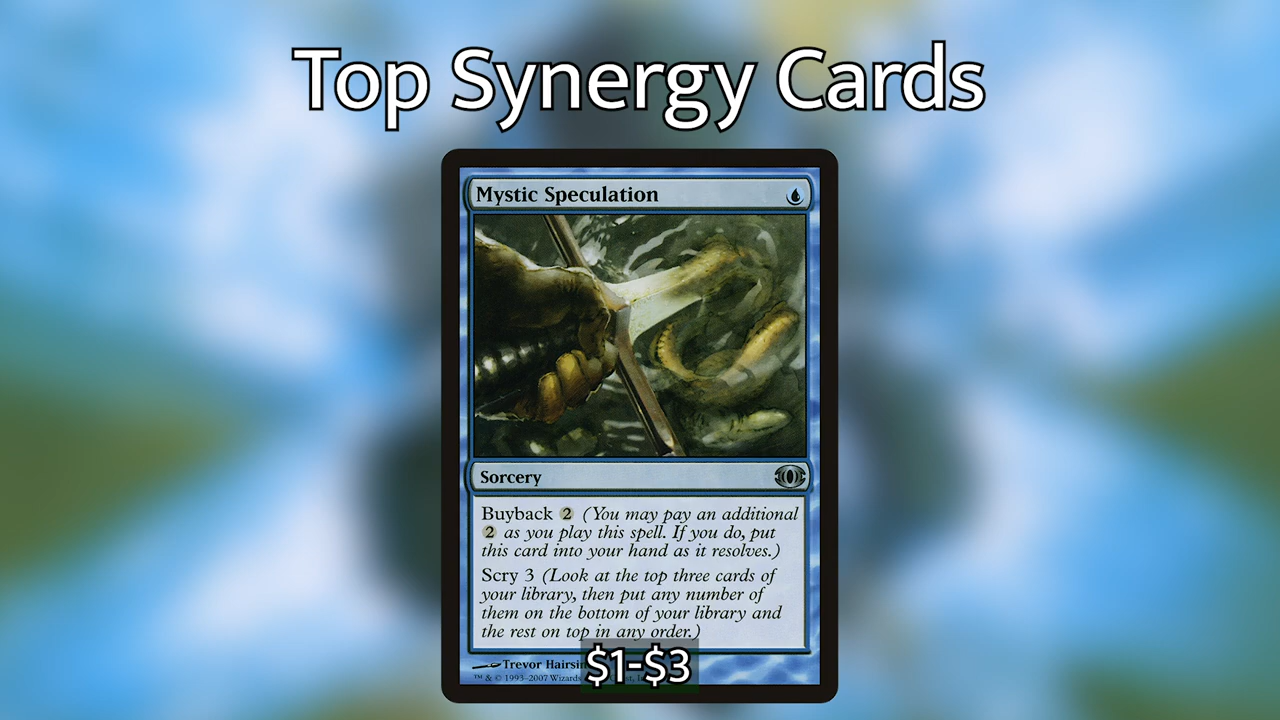 Top Synergy Cards
Mystic Speculation
Sorcery
Buyback 2 (You may pay an additional
2 as you play this spell. If you do, put
this card into your hand as it resolves.)
Scry 3 (Look at the top three cards of
your library, then put any number of
them on the bottom of your library and
the rest on top in any order.)
Trevor
™ & © 1993-2007 Wizards
$1-$3